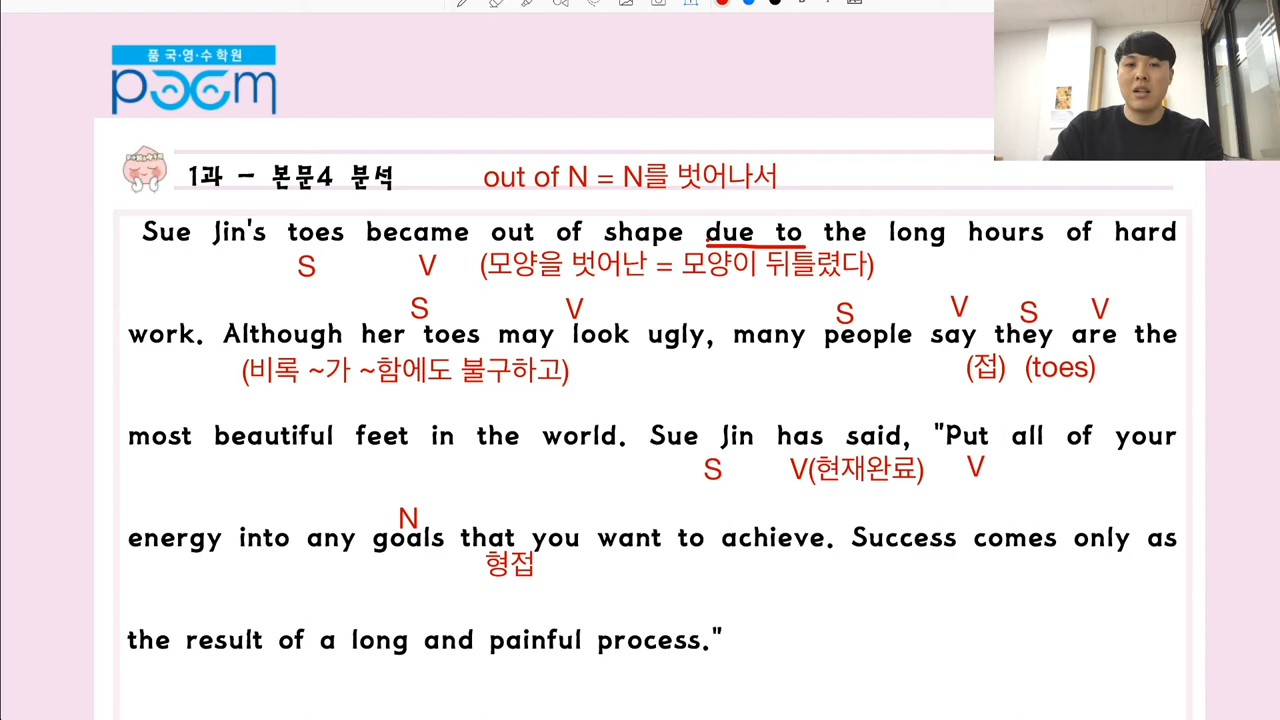 품 국·영·수 학원
poem
1과 - 본문4 분석
out of N = N를 벗어나서
Sue Jin's toes became out of shape due to the long hours of hard
S V (모양을 벗어난 = 모양이 뒤틀렸다)
S V S V S V
work. Although her toes may look ugly, many people say they are the
(비록 ~가 ~함에도 불구하고) (접) (toes)
most beautiful feet in the world. Sue Jin has said, "Put all of your
S V(현재완료) V
N
energy into any goals that you want to achieve. Success comes only as
형접
the result of a long and painful process."